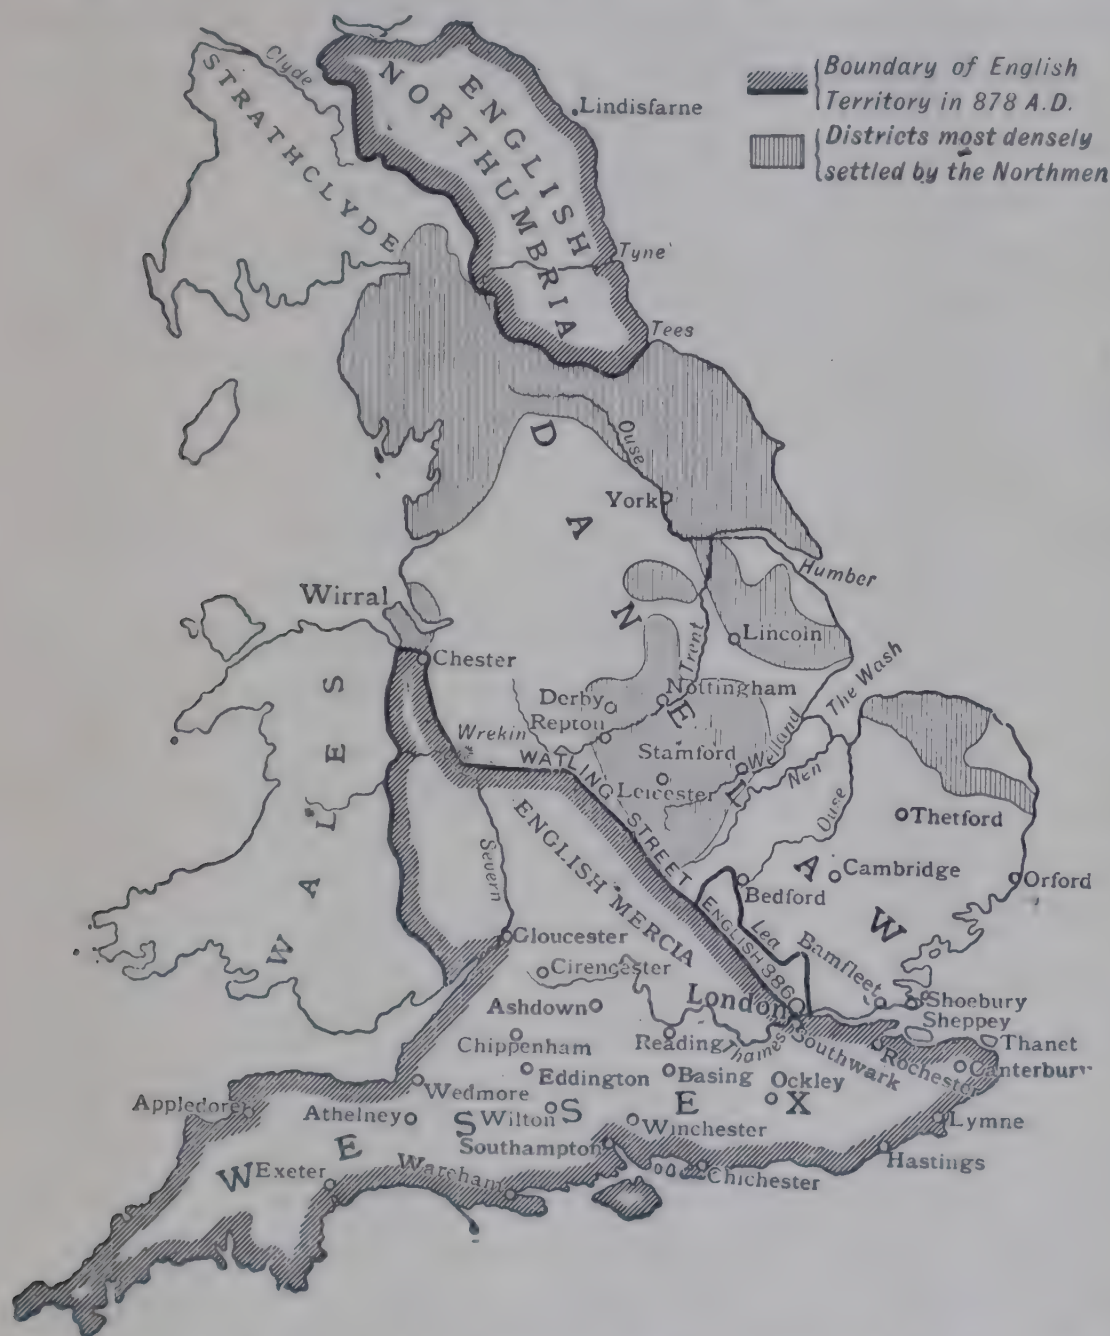 Boundary of English
Territory in 878 A.D.
Districts most densely
settled by the Northmen
Clyde
STRATHCLYDE
ENGLISH
NORTHUMBRIA
Lindisfarne
Tyne
Tees
DANELAW
Ouse
York
Humber
Wirral
Lincoln
Trent
Chester
The Wash
WALES
Nottingham
Derby
Repton
Wrekin
Stamford
Welland
WATLING STREET
Leicester
Nen
Ouse
Thetford
ENGLISH MERCIA
Severn
Cambridge
Bedford
Orford
ENGLISH 886
Lea
Bamfleet
Gloucester
Cirencester
London
Shoebury
Sheppey
Ashdown
Thames
Southwark
Thanet
Chippenham
Reading
Rochester
Canterbury
Eddington
Basing
Ockley
Wedmore
Appledore
Athelney
Wilton
WESSEX
Winchester
Lymne
Southampton
Hastings
Exeter
Wareham
Chichester